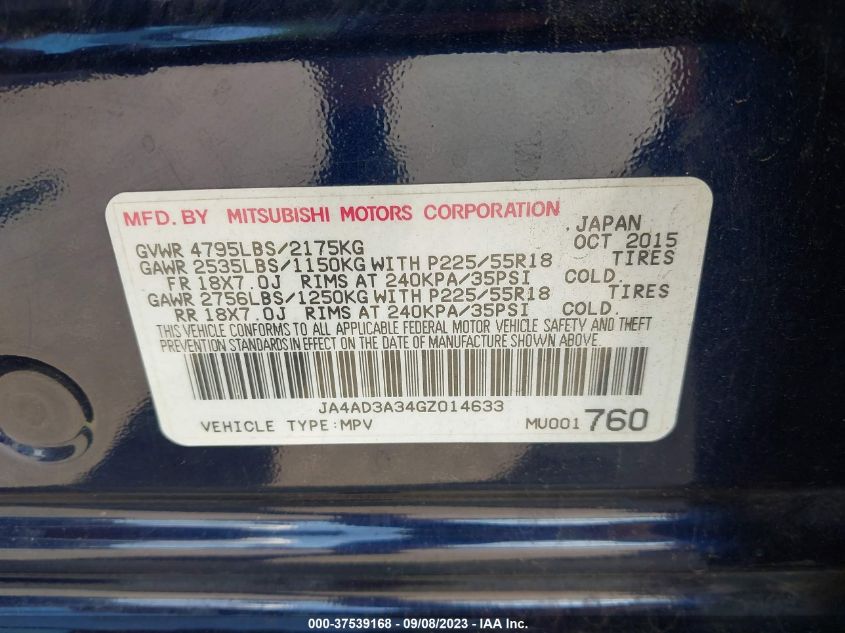 MFD. BY MITSUBISHI MOTORS CORPORATION
JAPAN
GVWR 4795LBS/2175KG OCT 2015
GAWR 2535LBS/1150KG WITH P225/55R18 TIRES
FR 18X7.0J RIMS AT 240KPA/35PSI COLD.
GAWR 2756LBS/1250KG WITH P225/55R18 TIRES
RR 18X7.0J RIMS AT 240KPA/35PSI COLD.
THIS VEHICLE CONFORMS TO ALL APPLICABLE FEDERAL MOTOR VEHICLE SAFETY AND THEFT
PREVENTION STANDARDS IN EFFECT ON THE DATE OF MANUFACTURE SHOWN ABOVE.
JA4AD3A34GZ014633
VEHICLE TYPE:MPV MU001 760
000-37539168 - 09/08/2023 - IAA Inc.